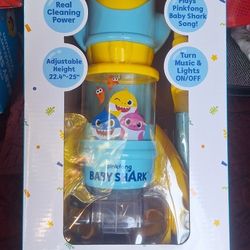 Real
Cleaning
Power
Plays
Pinkfong
Baby Shark
Song!
Adjustable
Height
22.4"-25"
Turn
Music &
Lights
ON/OFF
pinkfong
BABY SHARK